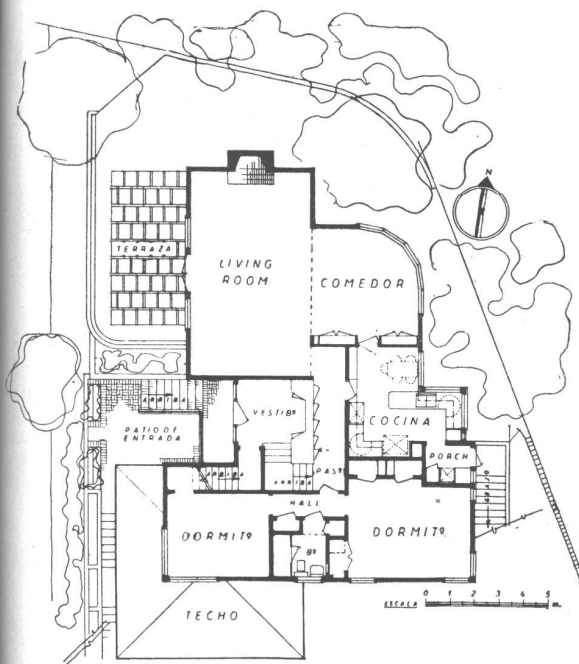 N
TERRAZA
LIVING
ROOM
COMEDOR
ARRIBA
PATIO DE
ENTRADA
VESTIBº
COCINA
PORCH
ARRIBA
ARRIBA
PASº
ABAJO
HALL
DORMITº
Bº
DORMITº
TECHO
ESCALA 0 1 2 3 4 5 m.